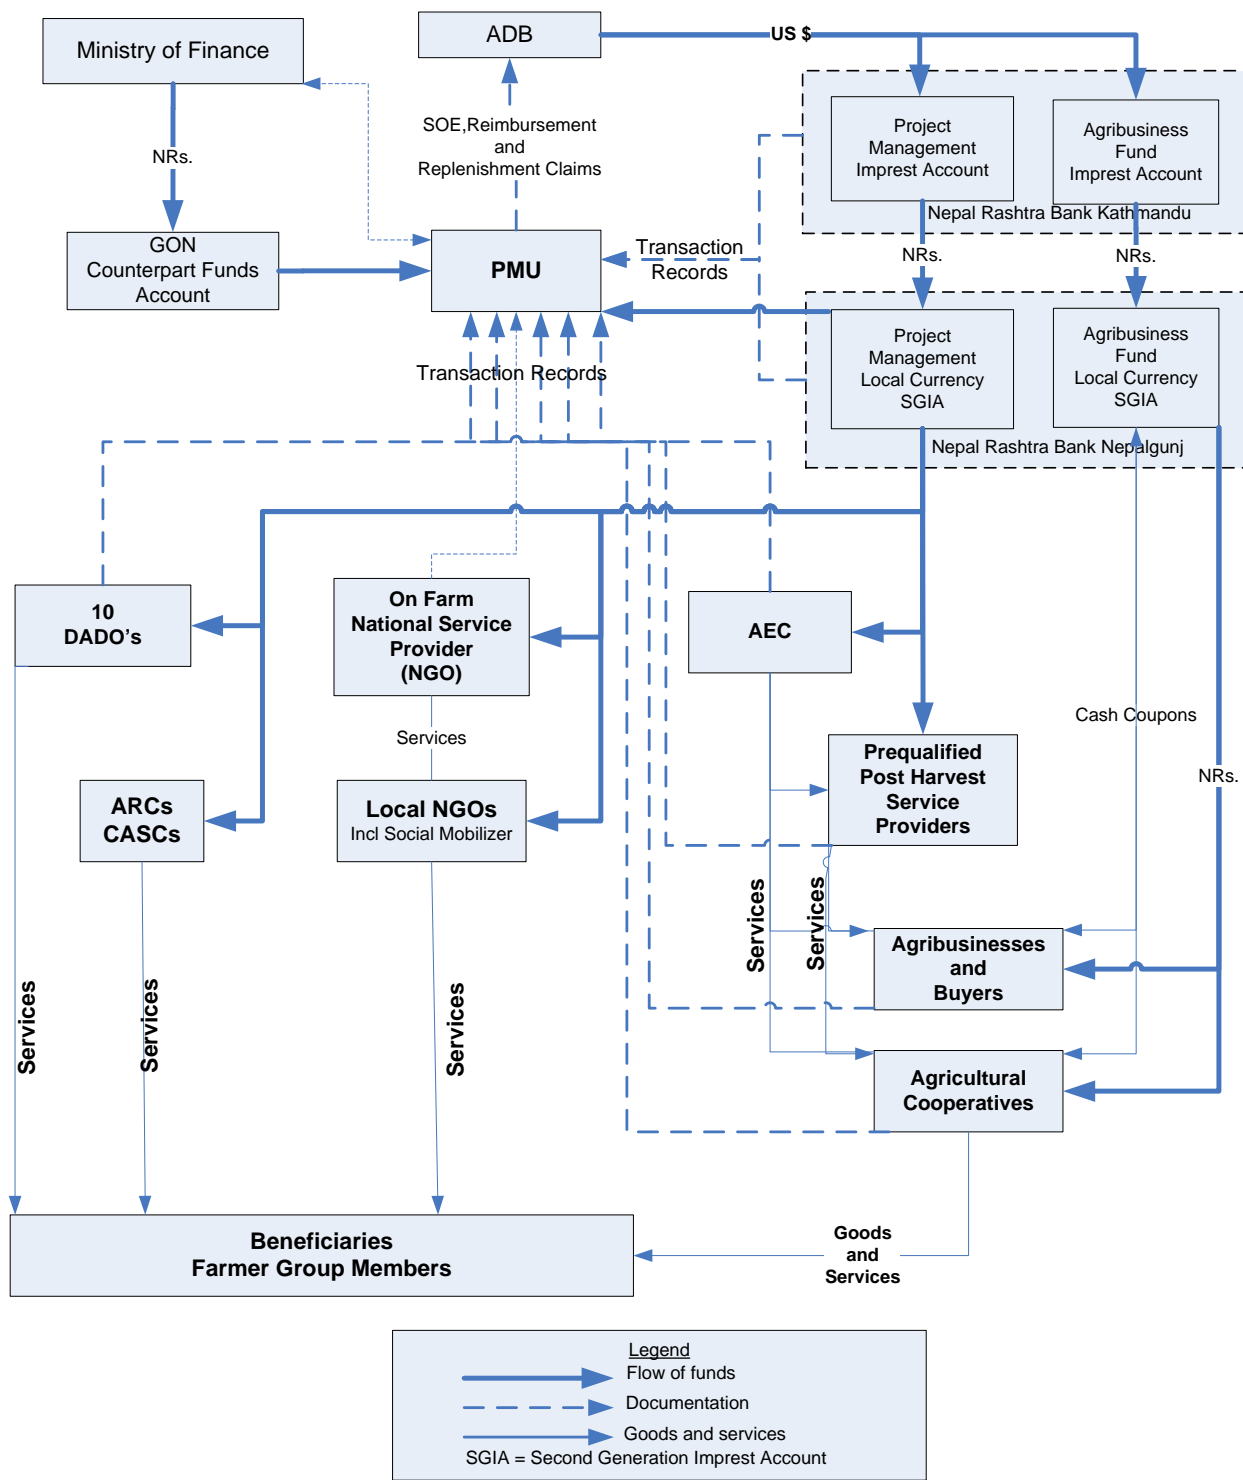 Ministry of Finance
ADB
US $
SOE,Reimbursement
and
Replenishment Claims
Project
Management
Imprest Account
Agribusiness
Fund
Imprest Account
Nepal Rashtra Bank Kathmandu
NRs.
GON
Counterpart Funds
Account
PMU
Transaction
Records
NRs.
NRs.
Project
Management
Local Currency
SGIA
Agribusiness
Fund
Local Currency
SGIA
Nepal Rashtra Bank Nepalgunj
Transaction Records
10
DADO's
On Farm
National Service
Provider
(NGO)
AEC
Services
Cash Coupons
Prequalified
Post Harvest
Service
Providers
NRs.
ARCs
CASCs
Local NGOs
Incl Social Mobilizer
Services
Services
Agribusinesses
and
Buyers
Services
Services
Services
Agricultural
Cooperatives
Beneficiaries
Farmer Group Members
Goods
and
Services
Legend
Flow of funds
Documentation
Goods and services
SGIA = Second Generation Imprest Account